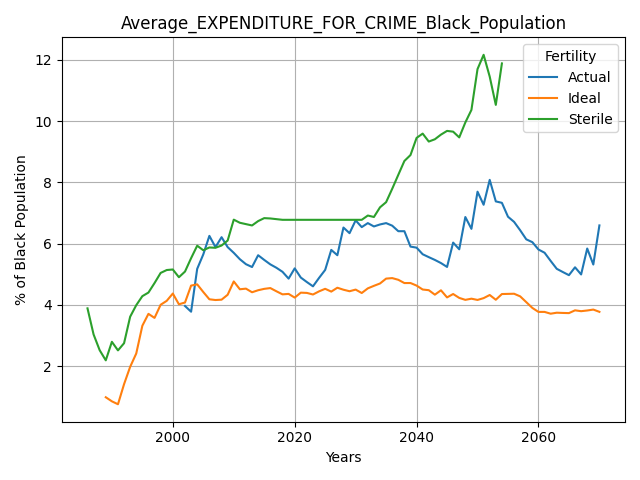 Average_EXPENDITURE_FOR_CRIME_Black_Population
% of Black Population
12
10
8
6
4
2
Fertility
Actual
Ideal
Sterile
2000
2020
2040
2060
Years